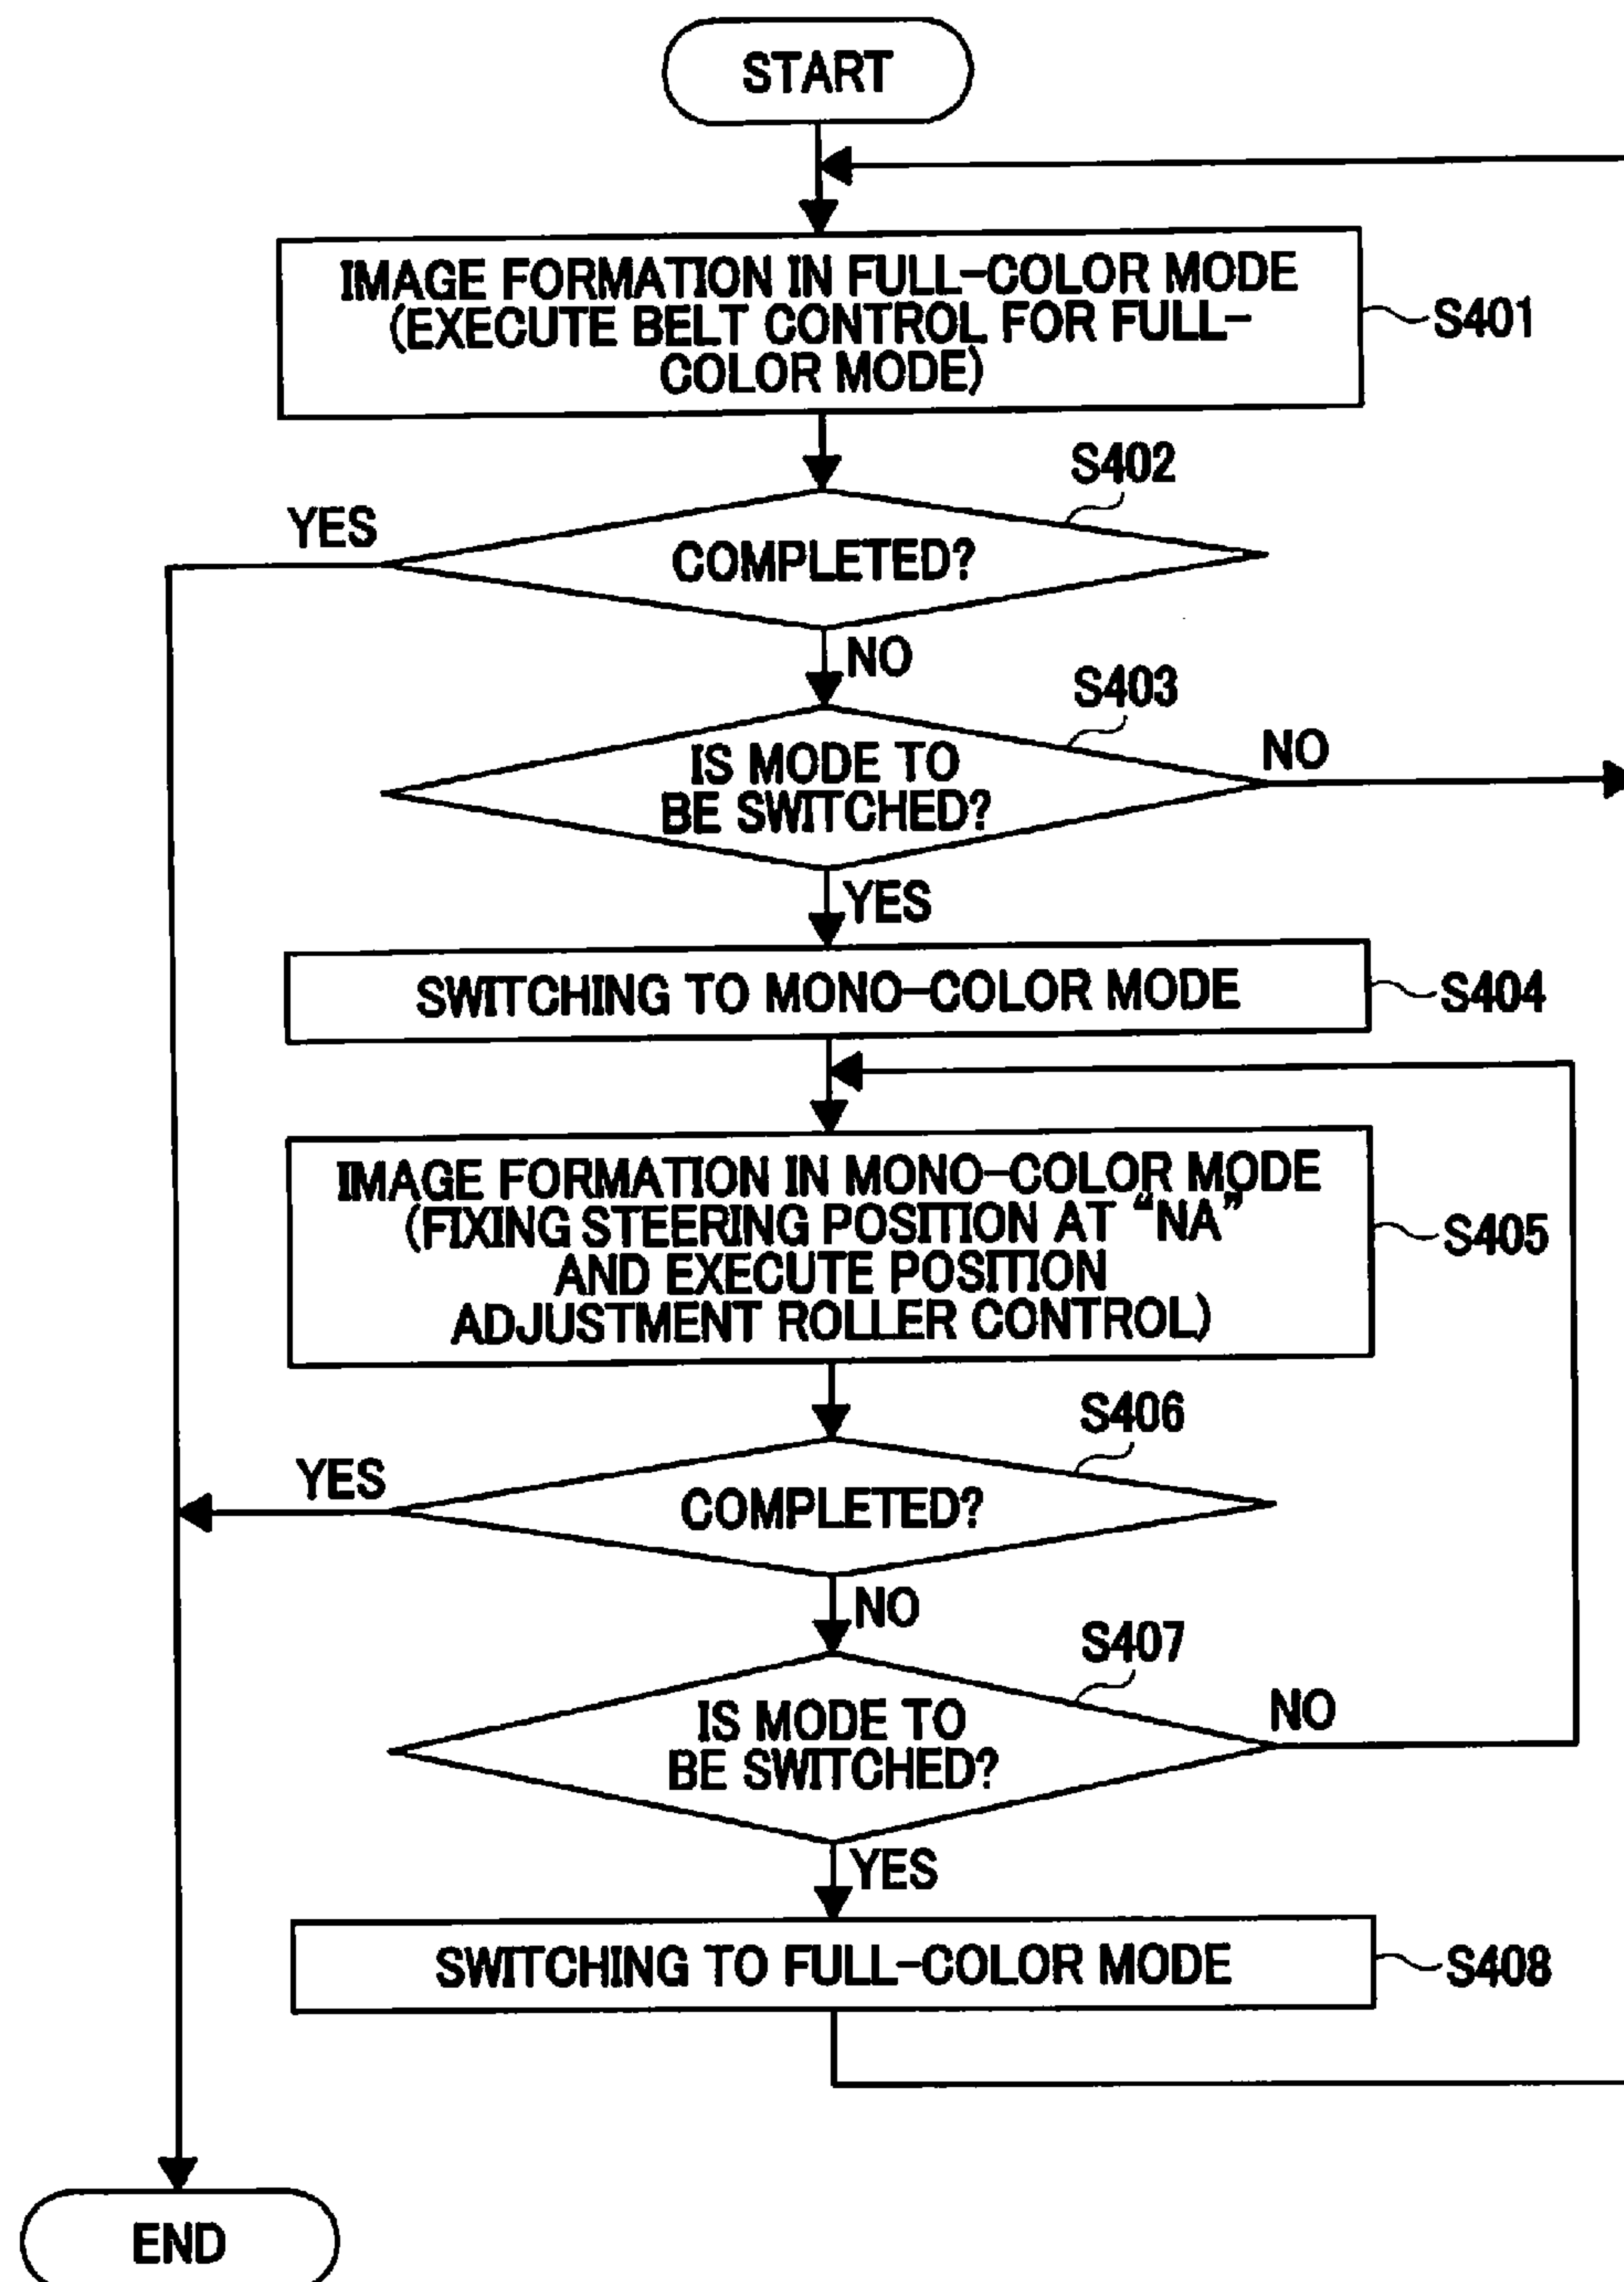 START
IMAGE FORMATION IN FULL-COLOR MODE
(EXECUTE BELT CONTROL FOR FULL-
COLOR MODE)
S401
S402
YES
COMPLETED?
NO
S403
IS MODE TO
BE SWITCHED?
NO
YES
SWITCHING TO MONO-COLOR MODE
S404
IMAGE FORMATION IN MONO-COLOR MODE
(FIXING STEERING POSITION AT “NA”
AND EXECUTE POSITION
ADJUSTMENT ROLLER CONTROL)
S405
S406
YES
COMPLETED?
NO
S407
IS MODE TO
BE SWITCHED?
NO
YES
SWITCHING TO FULL-COLOR MODE
S408
END